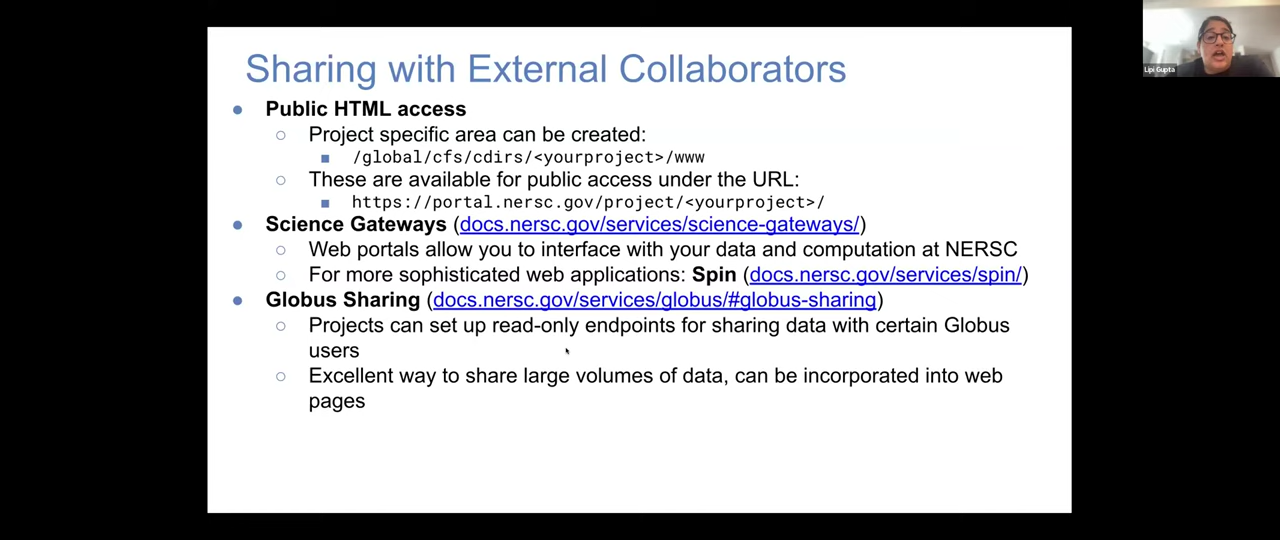 Sharing with External Collaborators
● Public HTML access
○ Project specific area can be created:
■ /global/cfs/cdirs/<yourproject>/www
○ These are available for public access under the URL:
■ https://portal.nersc.gov/project/<yourproject>/
● Science Gateways (docs.nersc.gov/services/science-gateways/)
○ Web portals allow you to interface with your data and computation at NERSC
○ For more sophisticated web applications: Spin (docs.nersc.gov/services/spin/)
● Globus Sharing (docs.nersc.gov/services/globus/#globus-sharing)
○ Projects can set up read-only endpoints for sharing data with certain Globus
users
○ Excellent way to share large volumes of data, can be incorporated into web
pages
Lipi Gupta